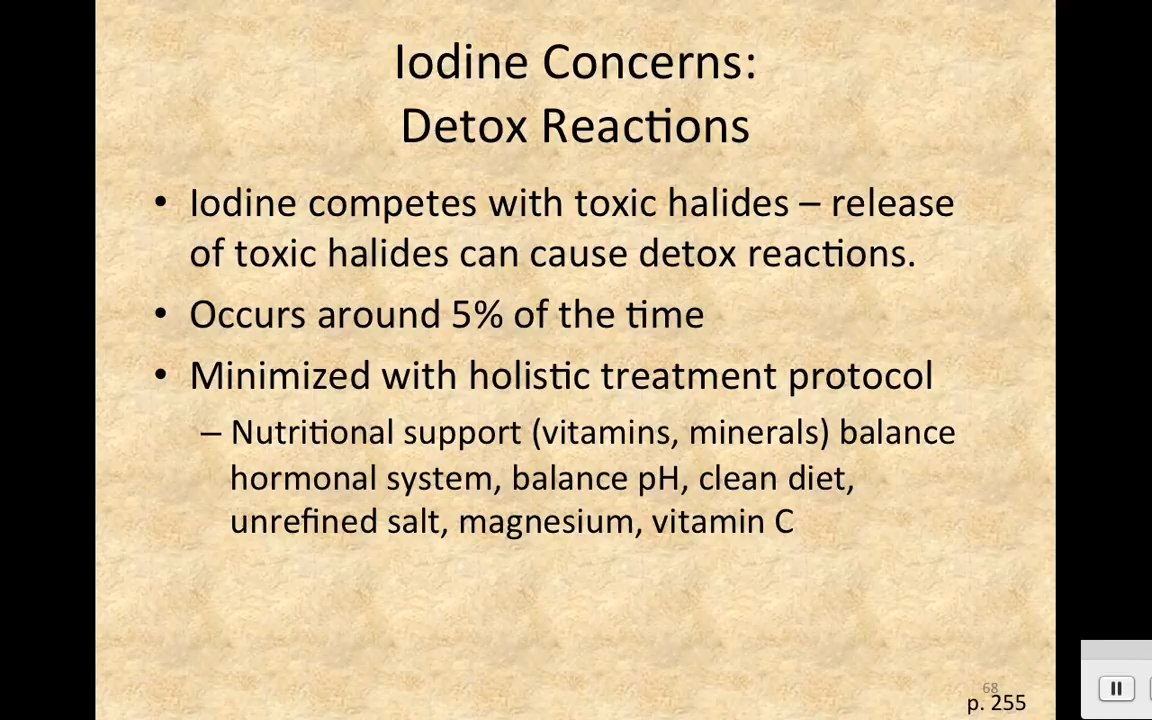 Iodine Concerns:
Detox Reactions
• Iodine competes with toxic halides – release
of toxic halides can cause detox reactions.
• Occurs around 5% of the time
• Minimized with holistic treatment protocol
– Nutritional support (vitamins, minerals) balance
hormonal system, balance pH, clean diet,
unrefined salt, magnesium, vitamin C
68
p. 255